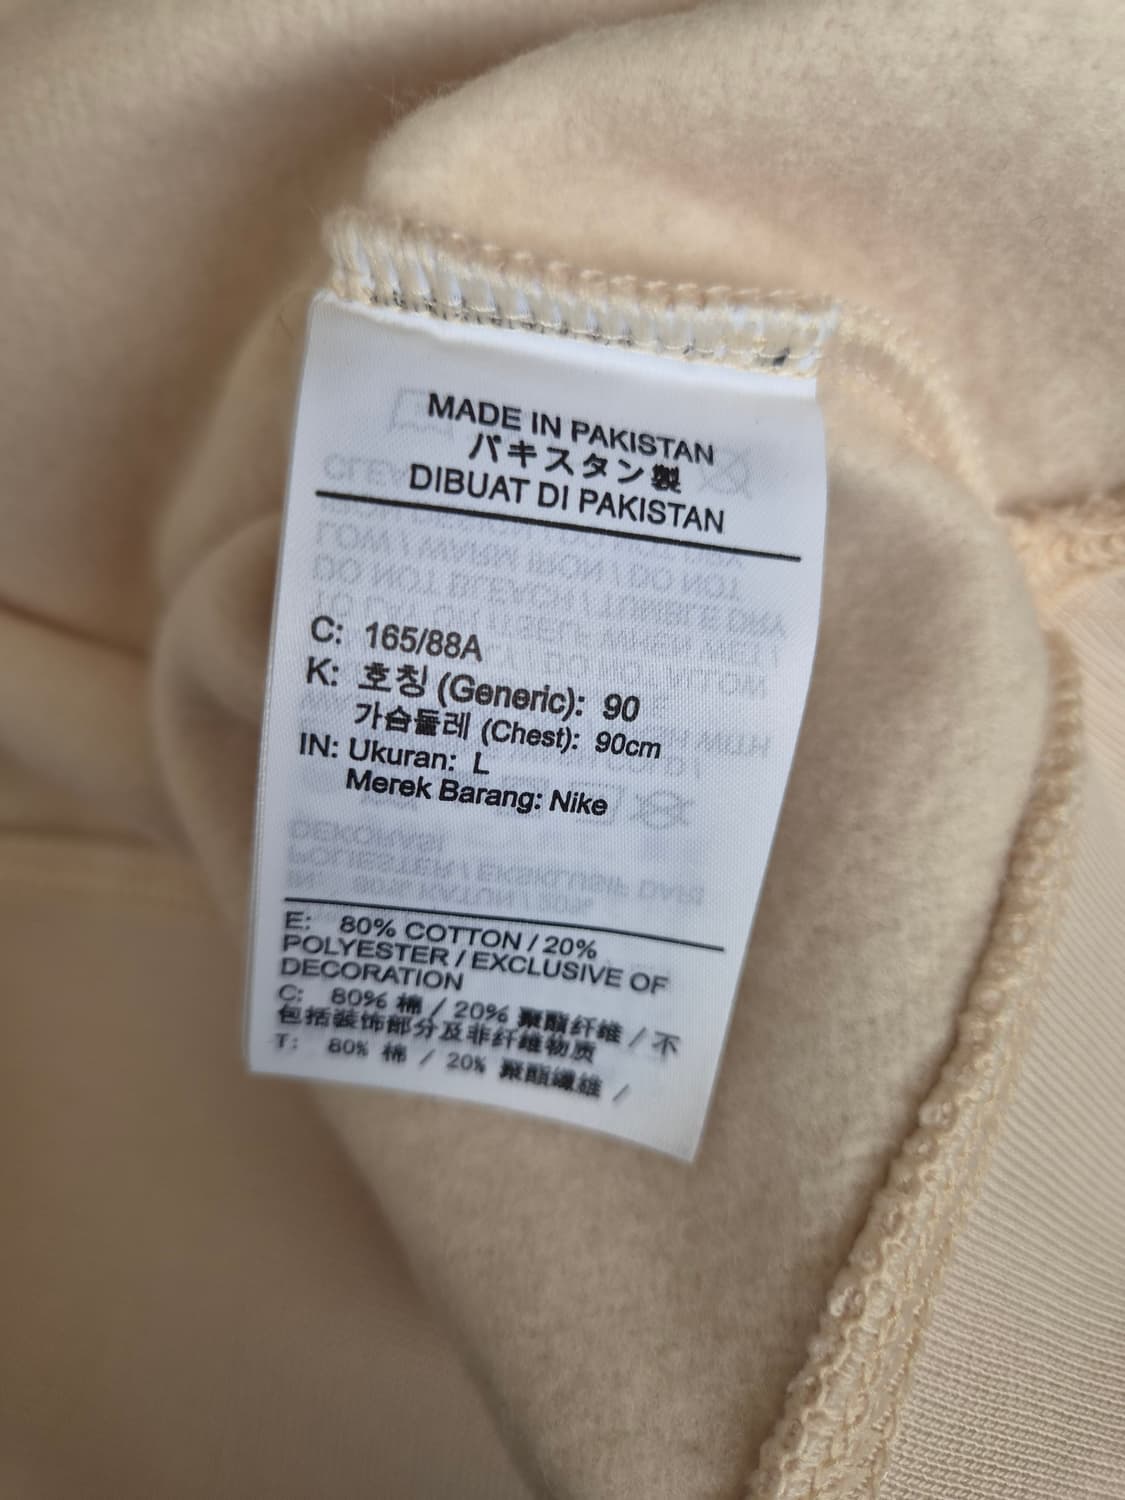 MADE IN PAKISTAN
パキスタン製
DIBUAT DI PAKISTAN
C: 165/88A
K: 호칭 (Generic): 90
가슴둘레 (Chest): 90cm
IN: Ukuran: L
Merek Barang: Nike
E: 80% COTTON / 20%
POLYESTER / EXCLUSIVE OF
DECORATION
C: 80% 棉 / 20% 聚酯纤维 / 不
包括装饰部分及非纤维物质
T: 80% 棉 / 20% 聚酯纖維 /